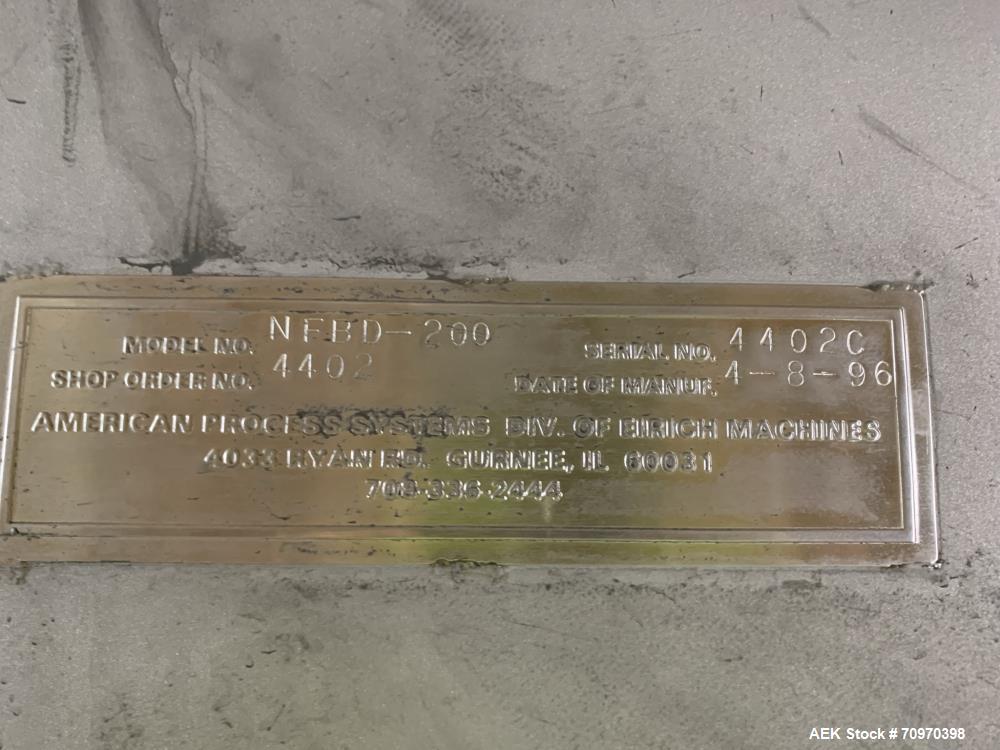 MODEL NO. NFBD-200
SERIAL NO. 4402C
SHOP ORDER NO. 4402
DATE OF MANUF. 4-8-96
AMERICAN PROCESS SYSTEMS DIV. OF EIRICH MACHINES
4033 RYAN RD. GURNEE, IL 60031
708-336-2444
AEK Stock # 70970398